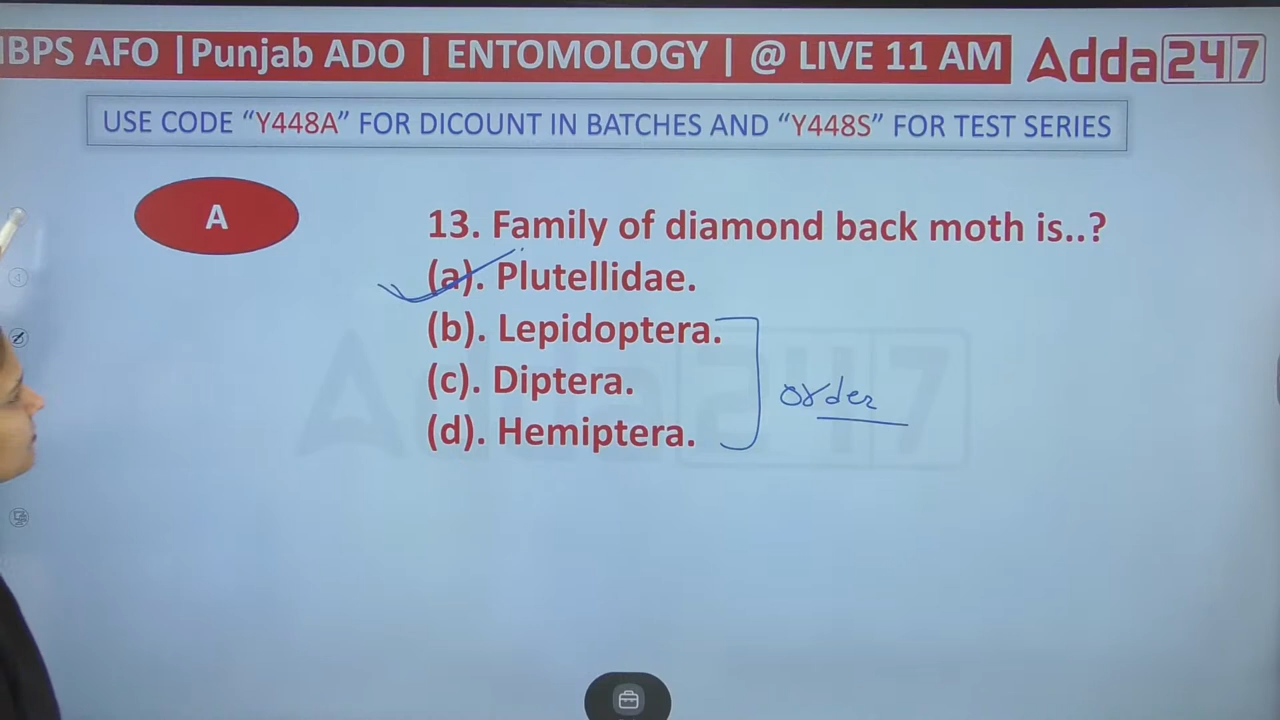 IBPS AFO |Punjab ADO | ENTOMOLOGY | @ LIVE 11 AM
Adda247
USE CODE “Y448A” FOR DICOUNT IN BATCHES AND “Y448S” FOR TEST SERIES
A
13. Family of diamond back moth is..?
(a). Plutellidae.
(b). Lepidoptera.
(c). Diptera.
(d). Hemiptera.
order
Adda247